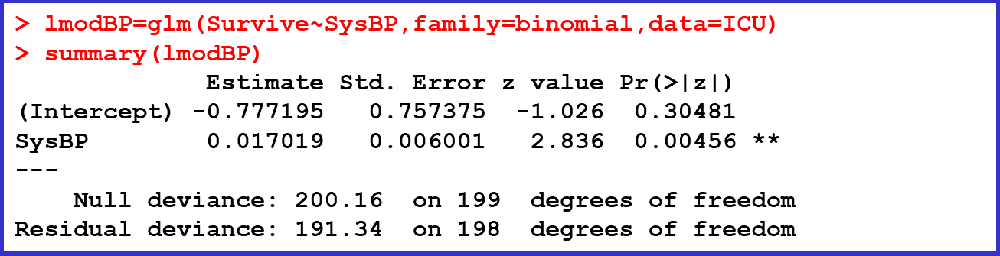 > lmodBP=glm(Survive~SysBP,family=binomial,data=ICU)
> summary(lmodBP)
Estimate Std. Error z value Pr(>|z|)
(Intercept) -0.777195 0.757375 -1.026 0.30481
SysBP 0.017019 0.006001 2.836 0.00456 **
---
Null deviance: 200.16 on 199 degrees of freedom
Residual deviance: 191.34 on 198 degrees of freedom